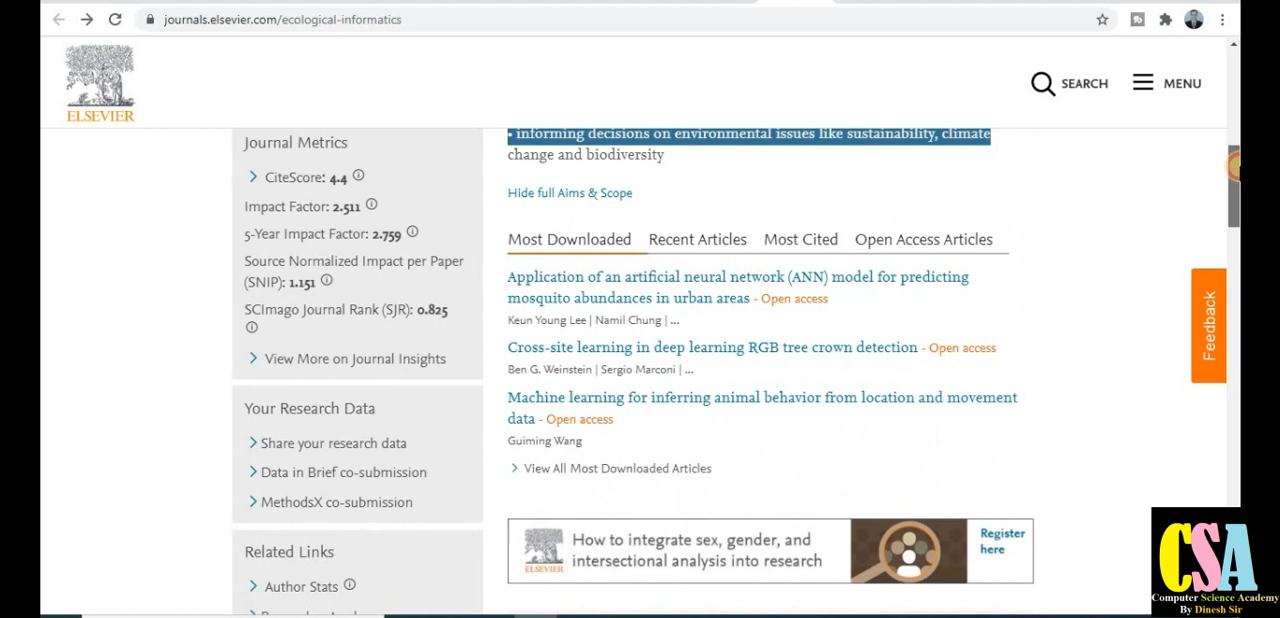 journals.elsevier.com/ecological-informatics
ELSEVIER
SEARCH
MENU
Journal Metrics
CiteScore: 4.4
Impact Factor: 2.511
5-Year Impact Factor: 2.759
Source Normalized Impact per Paper
(SNIP): 1.151
SCImago Journal Rank (SJR): 0.825
View More on Journal Insights
Your Research Data
Share your research data
Data in Brief co-submission
MethodsX co-submission
Related Links
Author Stats
• informing decisions on environmental issues like sustainability, climate
change and biodiversity
Hide full Aims & Scope
Most Downloaded Recent Articles Most Cited Open Access Articles
Application of an artificial neural network (ANN) model for predicting
mosquito abundances in urban areas - Open access
Keun Young Lee | Namil Chung | ...
Cross-site learning in deep learning RGB tree crown detection - Open access
Ben G. Weinstein | Sergio Marconi | ...
Machine learning for inferring animal behavior from location and movement
data - Open access
Guiming Wang
View All Most Downloaded Articles
ELSEVIER
How to integrate sex, gender, and
intersectional analysis into research
Register
here
Feedback
CSA
Computer Science Academy
By Dinesh Sir